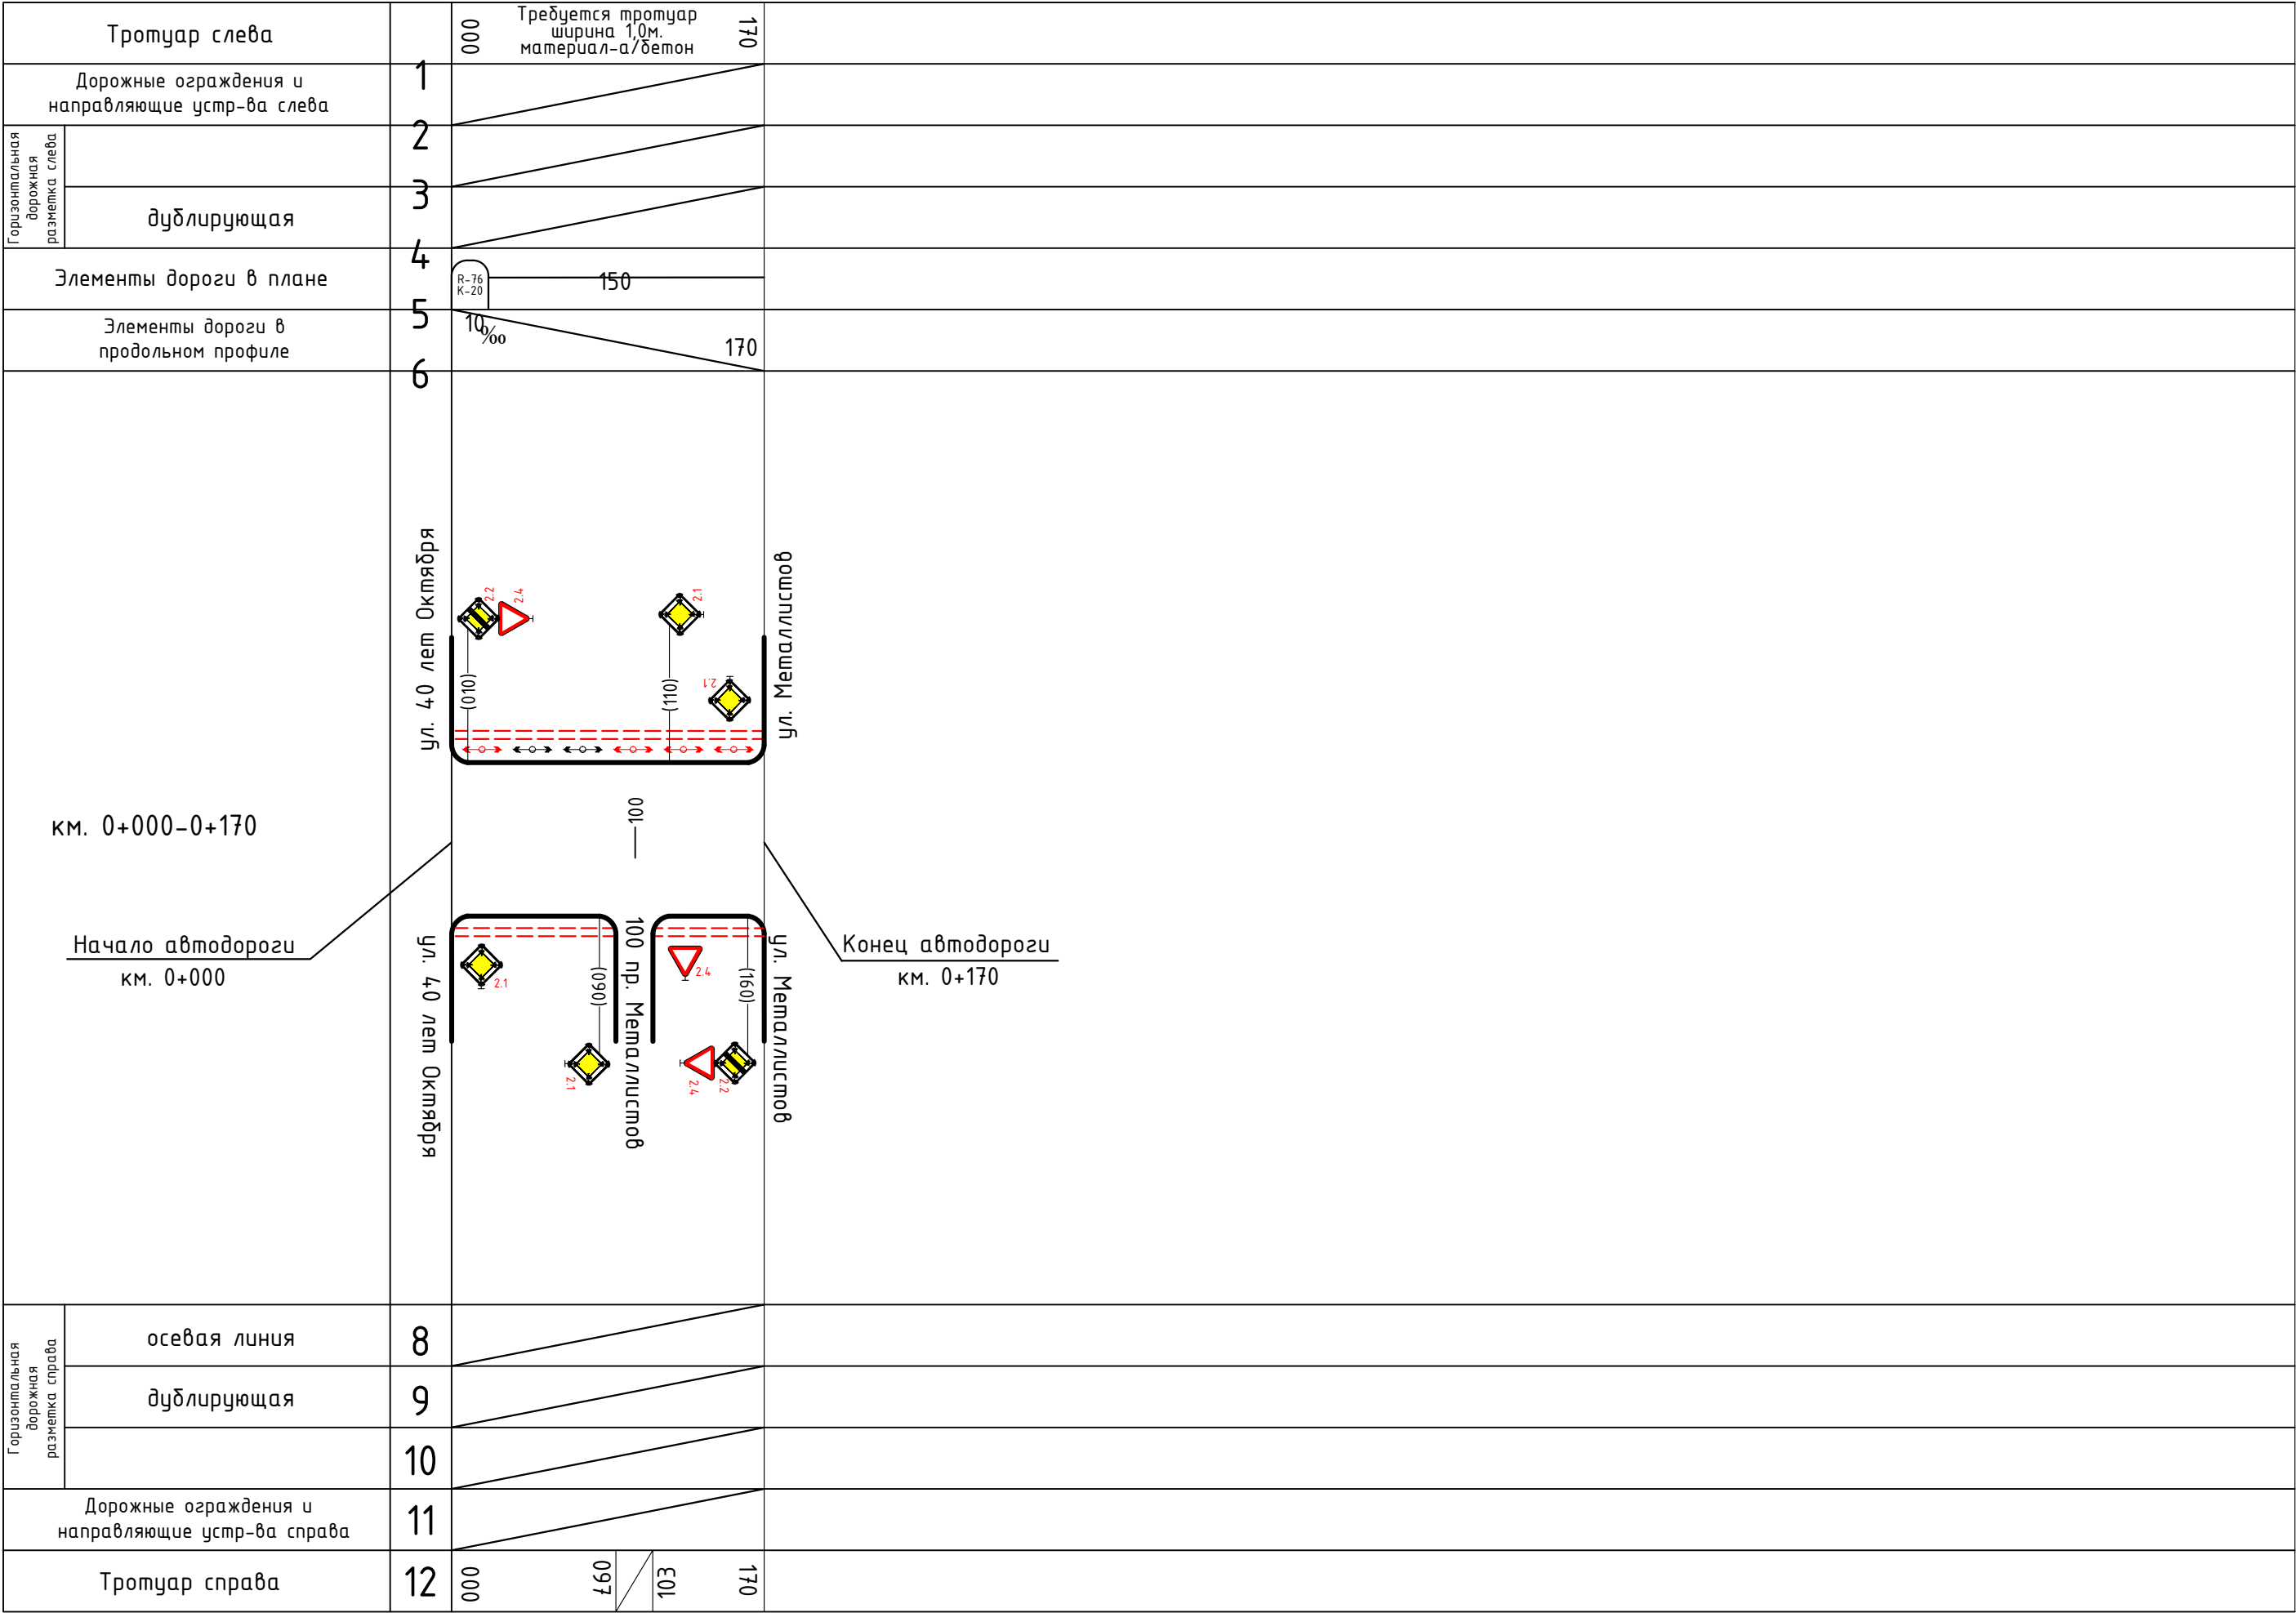 Тротуар слева
000
Требуется тротуар
ширина 1,0м.
материал-а/бетон
170
1
Дорожные ограждения и
направляющие устр-ва слева
2
Горизонтальная
дорожная
разметка слева
3
дублирующая
4
Элементы дороги в плане
R-76
К-20
150
5
Элементы дороги в
продольном профиле
10‰
170
6
ул. 40 лет Октября
2.2
2.4
2.1
ул. Металлистов
(010)
(110)
2.1
км. 0+000-0+170
100
Начало автодороги
км. 0+000
ул. 40 лет Октября
2.1
(090)
2.1
100 пр. Металлистов
2.4
(160)
2.4
2.2
ул. Металлистов
Конец автодороги
км. 0+170
Горизонтальная
дорожная
разметка справа
осевая линия
8
дублирующая
9
10
Дорожные ограждения и
направляющие устр-ва справа
11
Тротуар справа
12
000
103
170